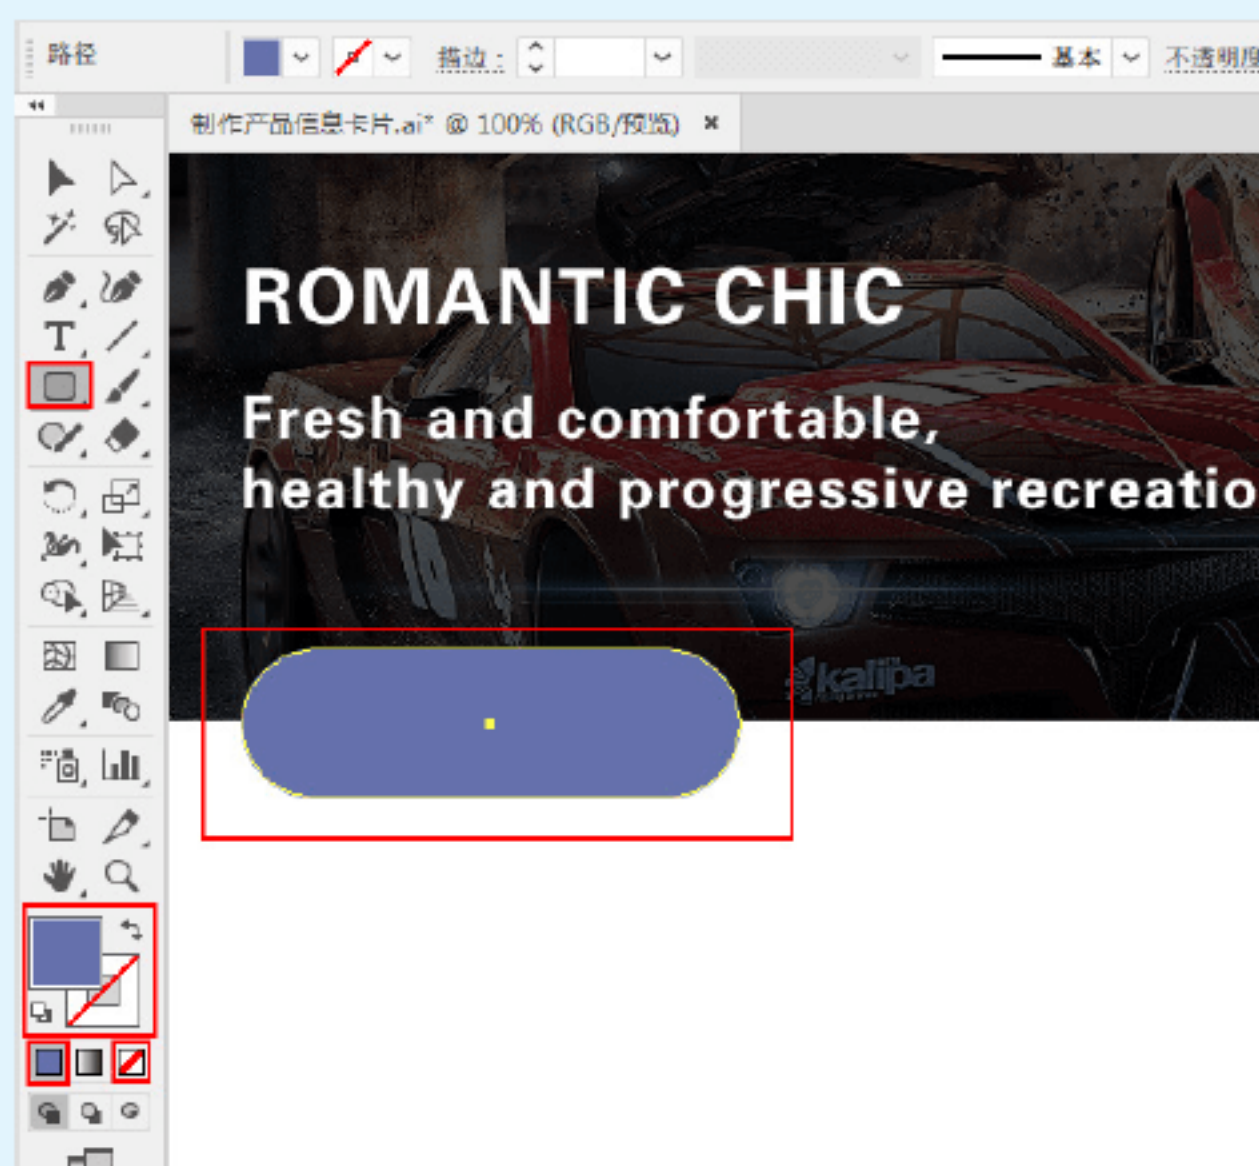 路径
描边：
基本
不透明度
制作产品信息卡片.ai* @ 100% (RGB/预览)
ROMANTIC CHIC
Fresh and comfortable,
healthy and progressive recreatio
kalipa